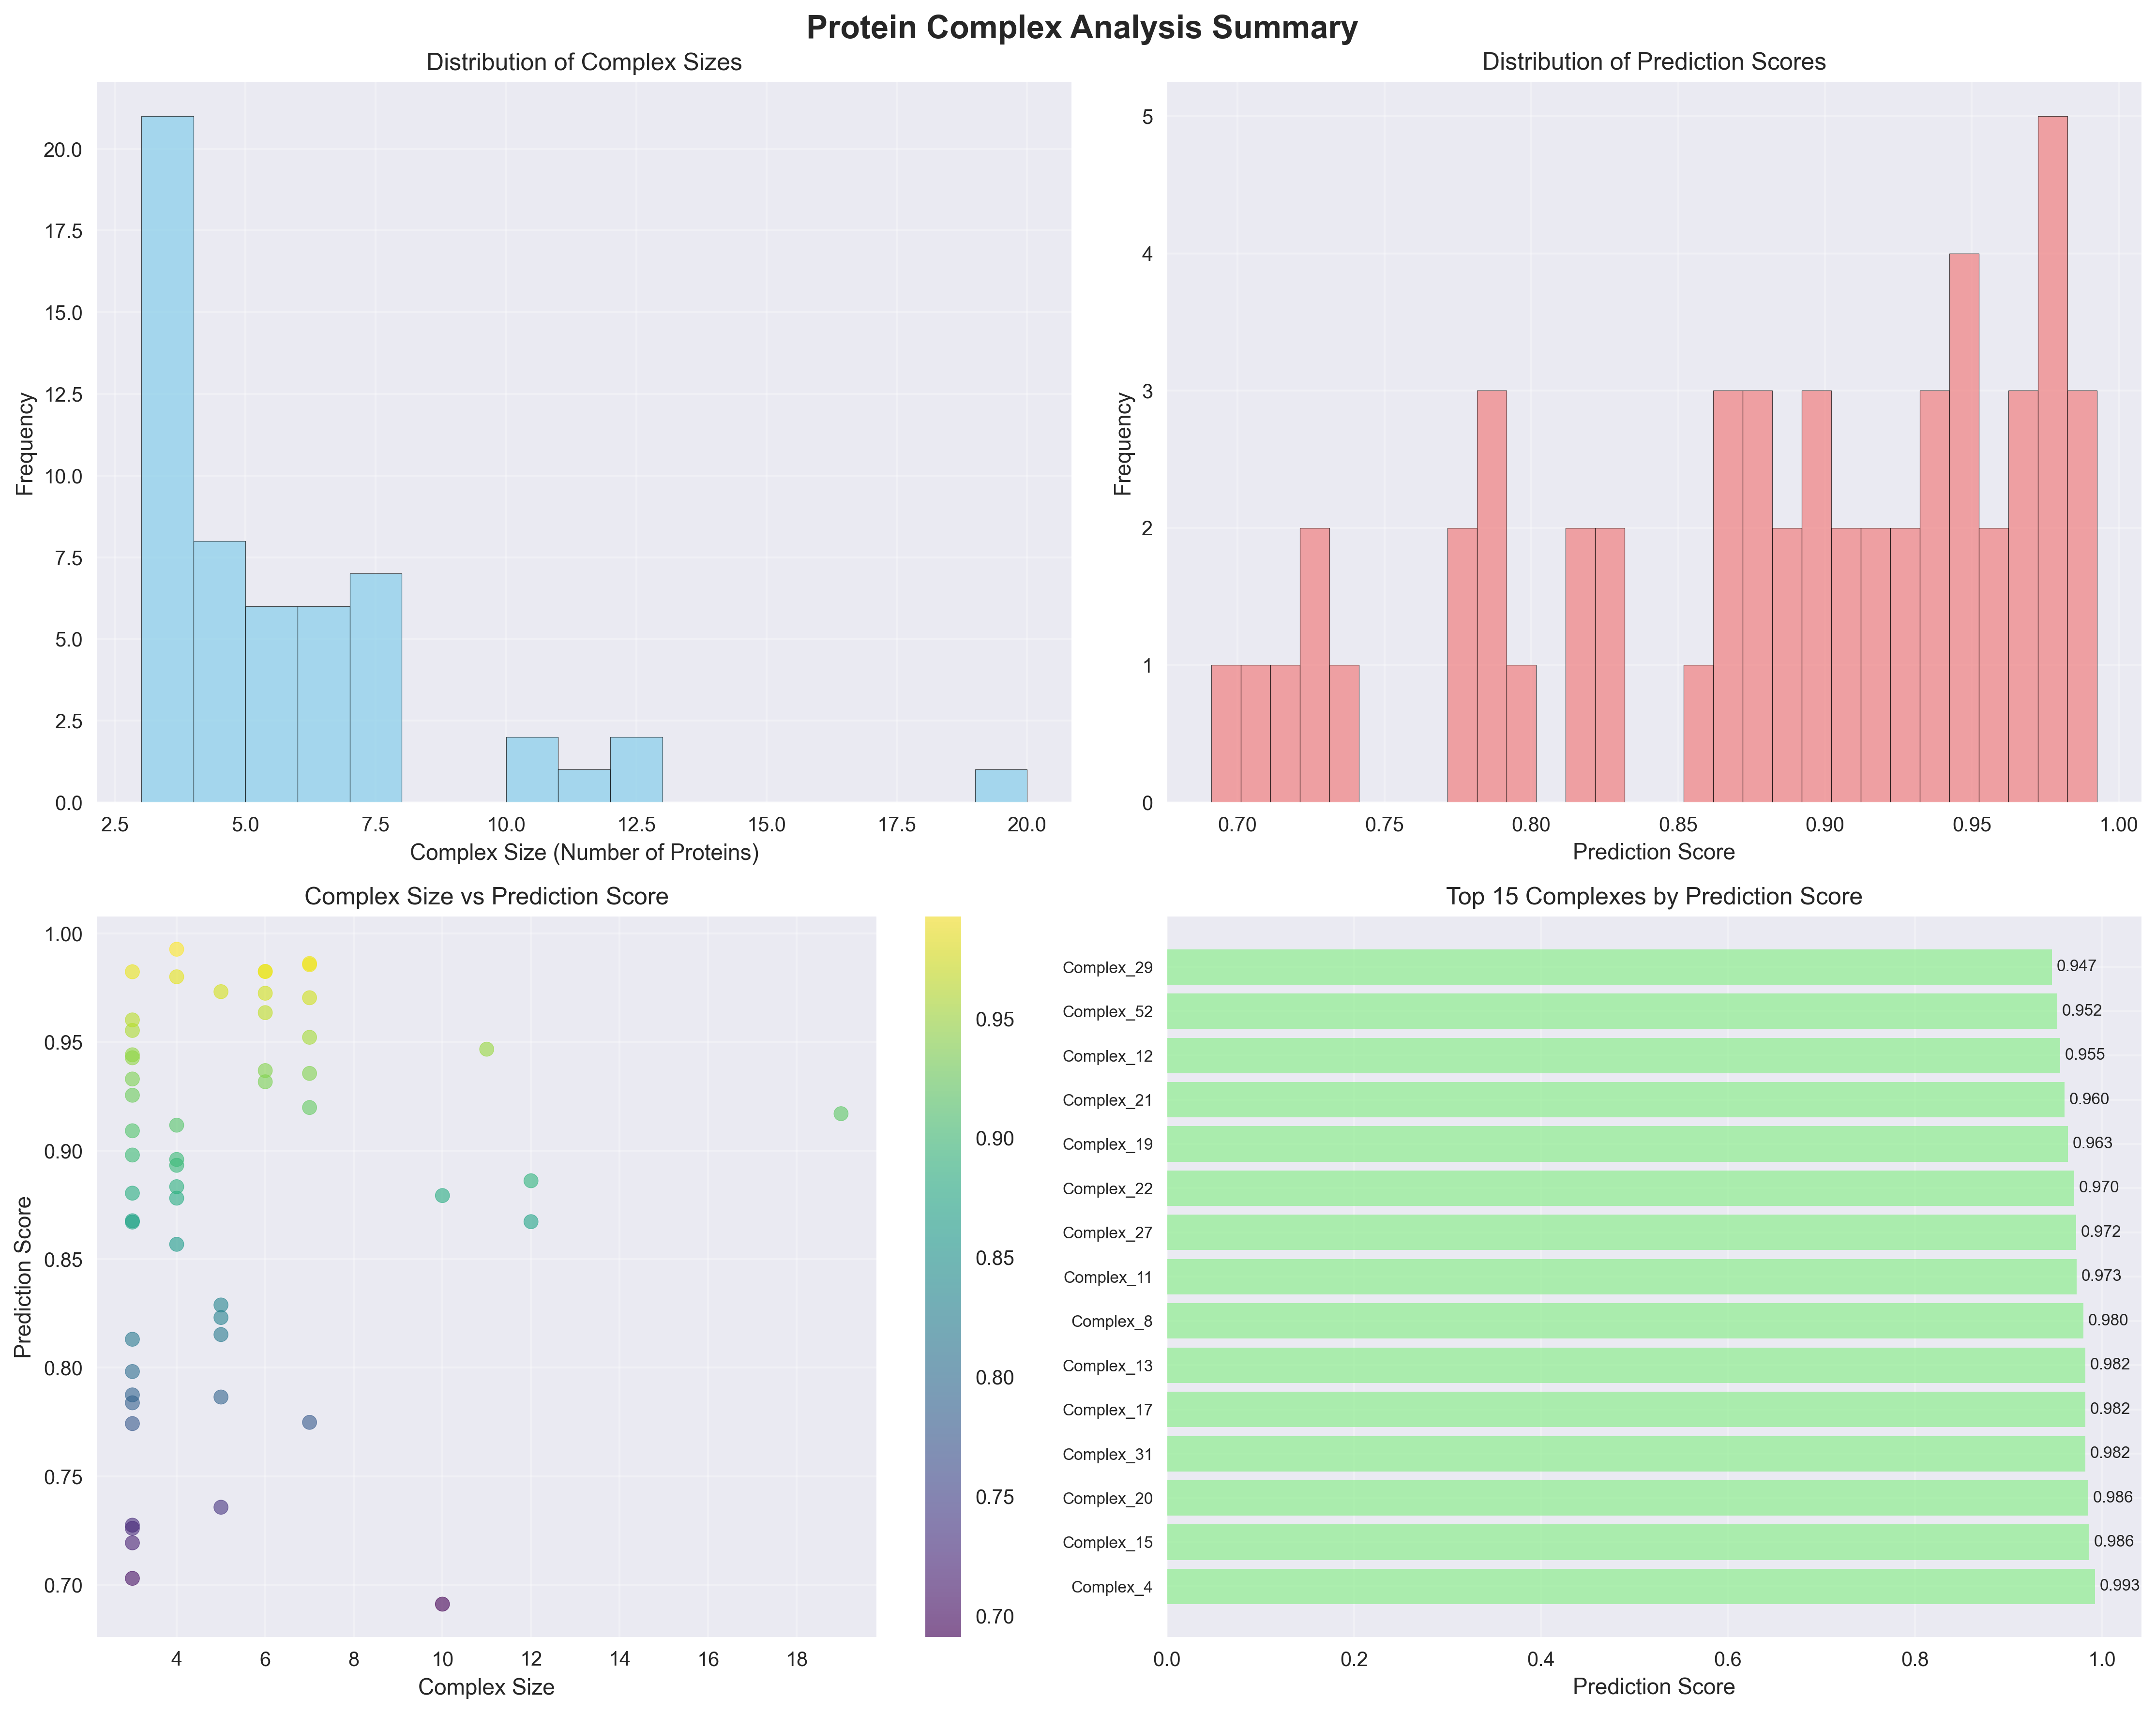 Protein Complex Analysis Summary
Distribution of Complex Sizes
Frequency
20.0
17.5
15.0
12.5
10.0
7.5
5.0
2.5
0.0
2.5 5.0 7.5 10.0 12.5 15.0 17.5 20.0
Complex Size (Number of Proteins)
Distribution of Prediction Scores
Frequency
5
4
3
2
1
0
0.70 0.75 0.80 0.85 0.90 0.95 1.00
Prediction Score
Complex Size vs Prediction Score
Prediction Score
1.00
0.95
0.90
0.85
0.80
0.75
0.70
4 6 8 10 12 14 16 18
Complex Size
0.95
0.90
0.85
0.80
0.75
0.70
Top 15 Complexes by Prediction Score
Complex_29 0.947
Complex_52 0.952
Complex_12 0.955
Complex_21 0.960
Complex_19 0.963
Complex_22 0.970
Complex_27 0.972
Complex_11 0.973
Complex_8 0.980
Complex_13 0.982
Complex_17 0.982
Complex_31 0.982
Complex_20 0.986
Complex_15 0.986
Complex_4 0.993
0.0 0.2 0.4 0.6 0.8 1.0
Prediction Score